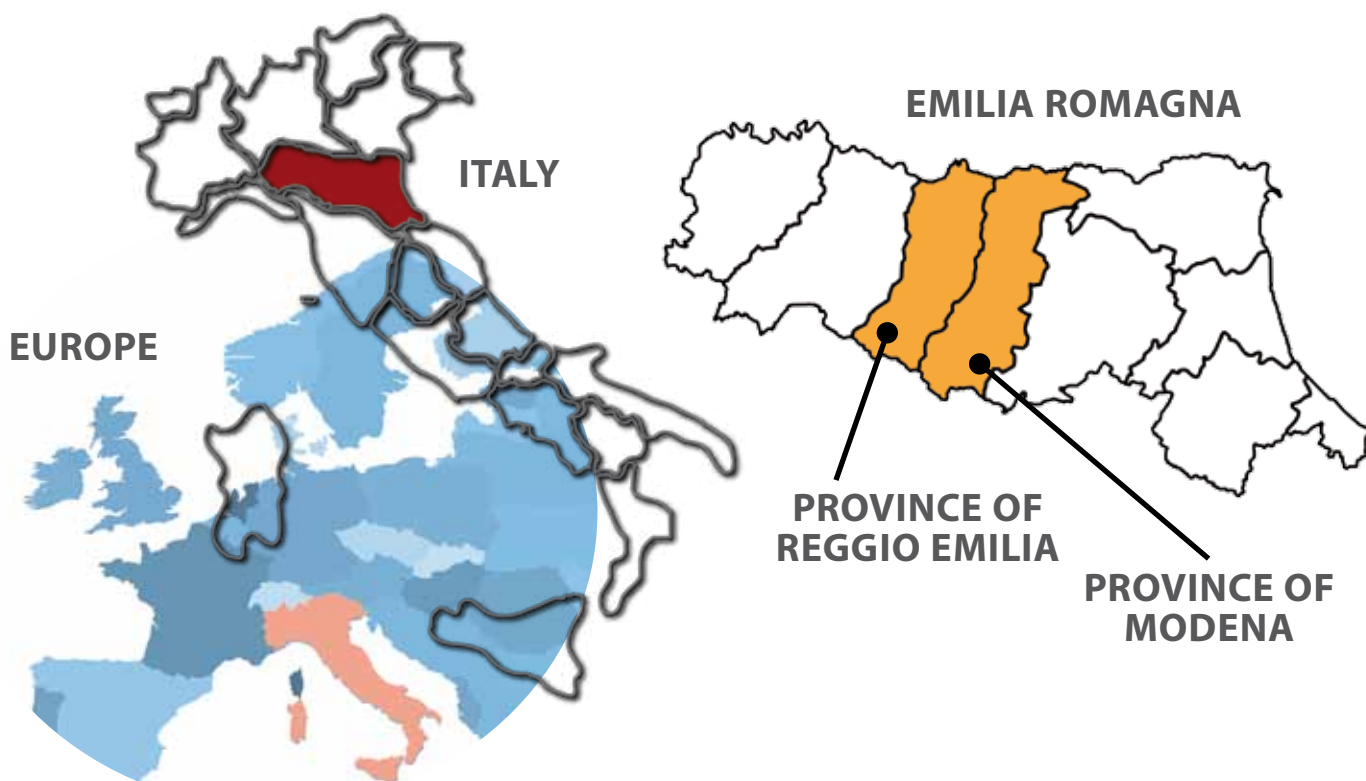 EMILIA ROMAGNA
ITALY
EUROPE
PROVINCE OF
REGGIO EMILIA
PROVINCE OF
MODENA